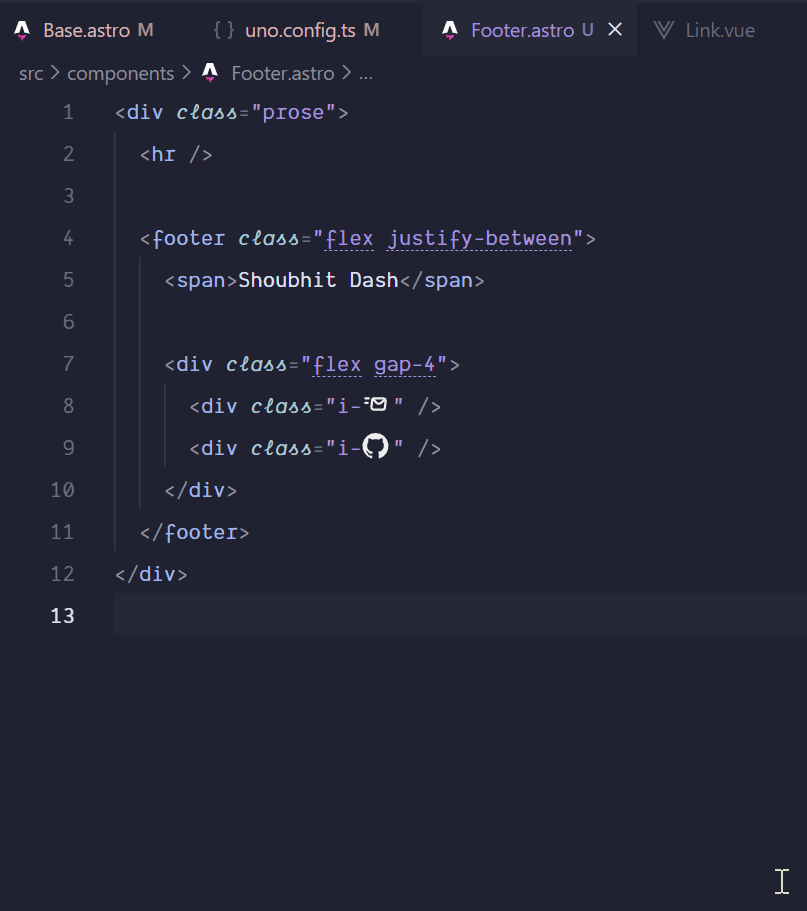 Base.astro M { } uno.config.ts M Footer.astro U Link.vue
src > components > Footer.astro > ...
1 <div class="prose">
2 <hr />
3
4 <footer class="flex justify-between">
5 <span>Shoubhit Dash</span>
6
7 <div class="flex gap-4">
8 <div class="i-" />
9 <div class="i-" />
10 </div>
11 </footer>
12 </div>
13